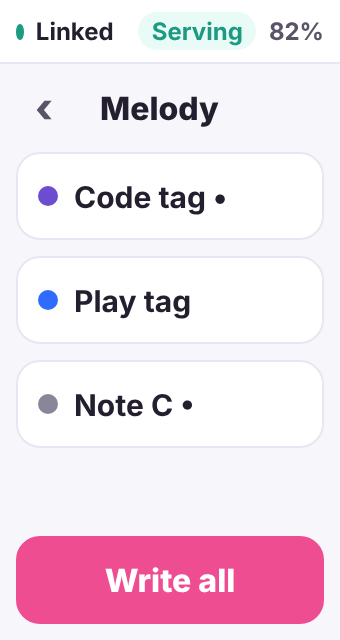 Linked Serving 82%
‹ Melody
Code tag •
Play tag
Note C •
Write all